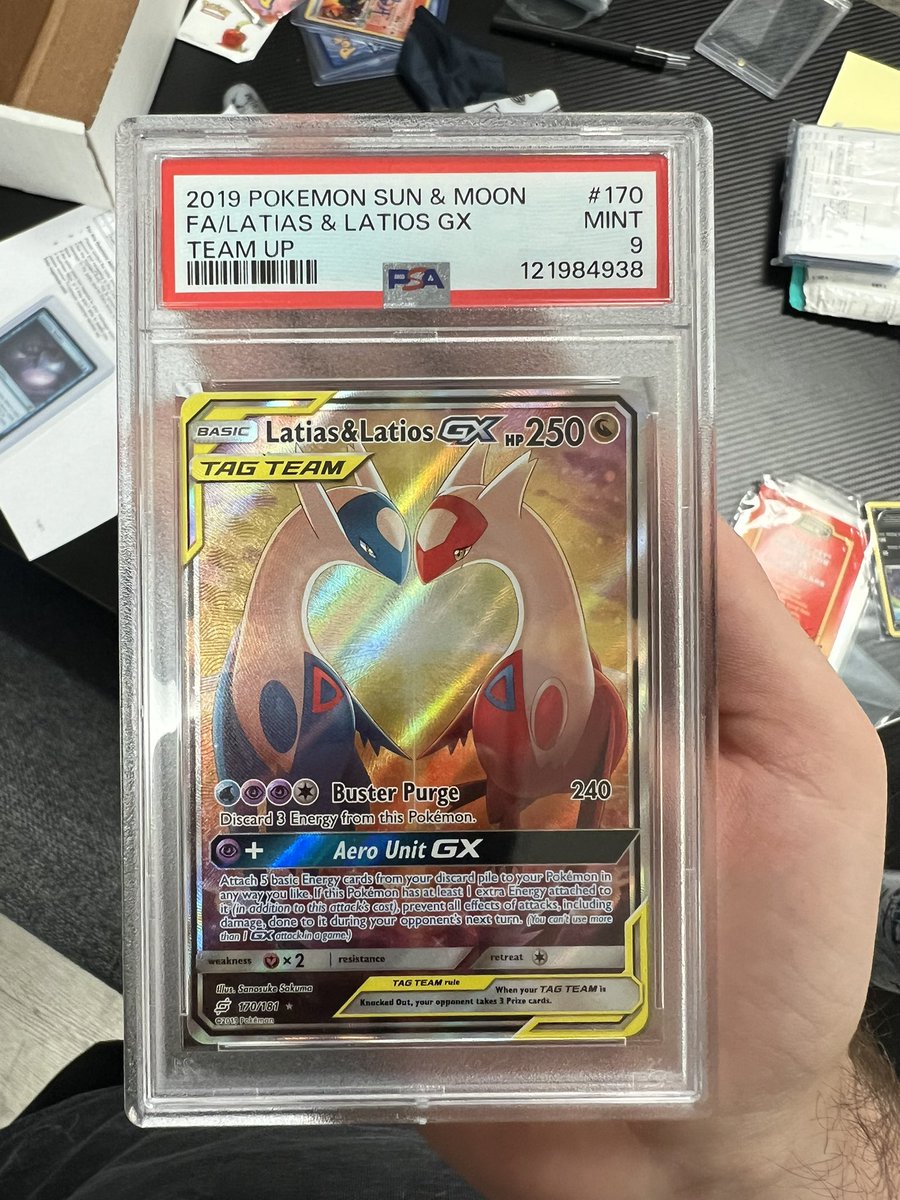 2019 POKEMON SUN & MOON #170
FA/LATIAS & LATIOS GX MINT
TEAM UP 9
PSA 121984938
BASIC Latias&Latios GX HP250
TAG TEAM
Buster Purge 240
Discard 3 Energy from this Pokémon.
+ Aero Unit GX
Attach 5 basic Energy cards from your discard pile to your Pokémon in
any way you like. If this Pokémon has at least 1 extra Energy attached to
it (in addition to this attack's cost), prevent all effects of attacks, including
damage, done to it during your opponent's next turn. (You can't use more
than 1 GX attack in a game.)
weakness ×2 resistance retreat
Illus. Sanosuke Sakuma
TAG TEAM rule When your TAG TEAM is
Knocked Out, your opponent takes 3 Prize cards.
170/181
©2019 Pokémon